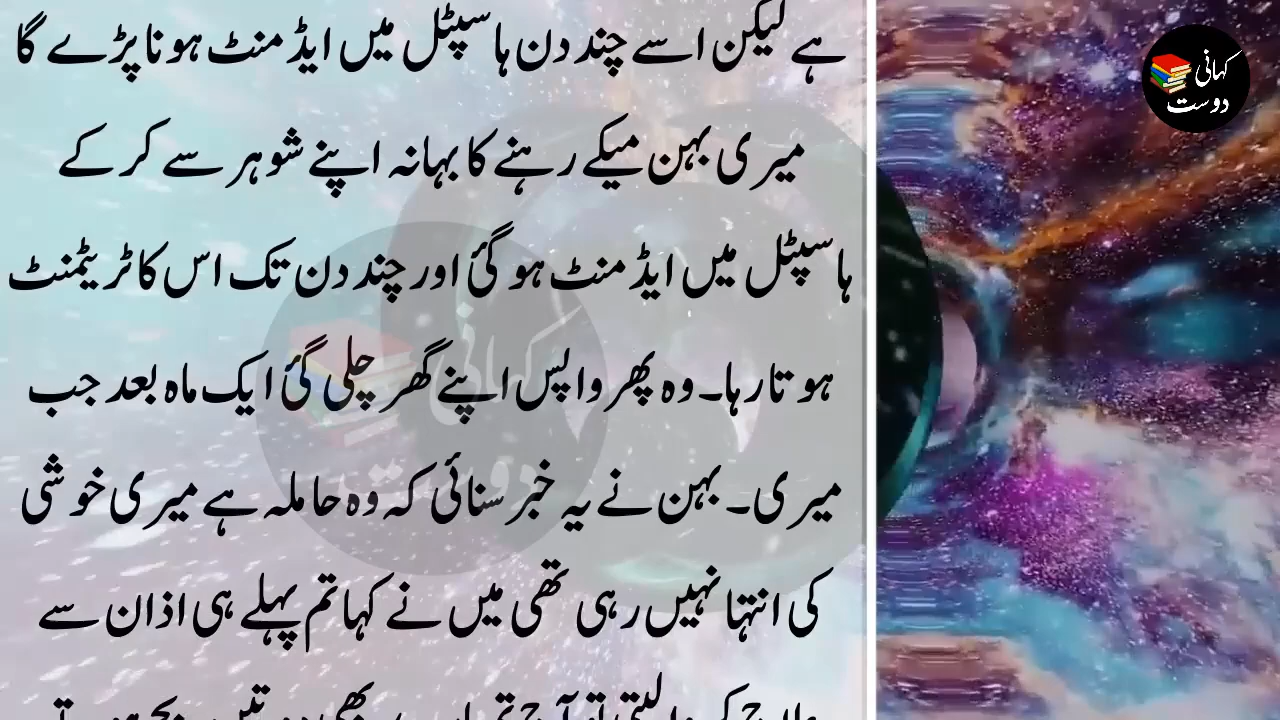 ہے لیکن اسے چند دن ہاسپٹل میں ایڈمنٹ ہونا پڑے گا
میری بہن میکے رہنے کا بہانہ اپنے شوہر سے کر کے
ہاسپٹل میں ایڈمنٹ ہو گئ اور چند دن تک اس کا ٹریٹمنٹ
ہوتا رہا۔ وہ پھر واپس اپنے گھر چلی گئ ایک ماہ بعد جب
میری۔ بہن نے یہ خبر سنائی کہ وہ حاملہ ہے میری خوشی
کی انتہا نہیں رہی تھی میں نے کہا تم پہلے ہی اذان سے
کہانی
دوست
کہانی
دوست